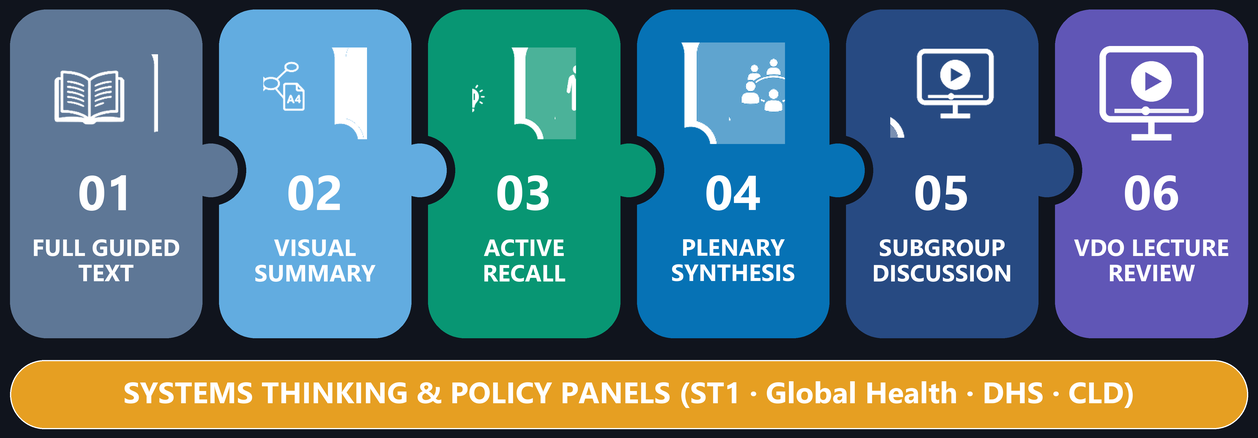 A4
01
FULL GUIDED
TEXT
02
VISUAL
SUMMARY
03
ACTIVE
RECALL
04
PLENARY
SYNTHESIS
05
SUBGROUP
DISCUSSION
06
VDO LECTURE
REVIEW
SYSTEMS THINKING & POLICY PANELS (ST1 · Global Health · DHS · CLD)